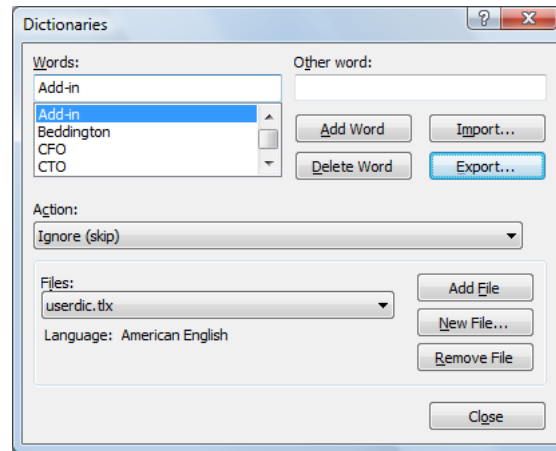 Dictionaries
Words:
Other word:
Add-in
Add-in
Beddington
CFO
CTO
Add Word
Import...
Delete Word
Export...
Action:
Ignore (skip)
Files:
userdic.tlx
Language: American English
Add File
New File...
Remove File
Close